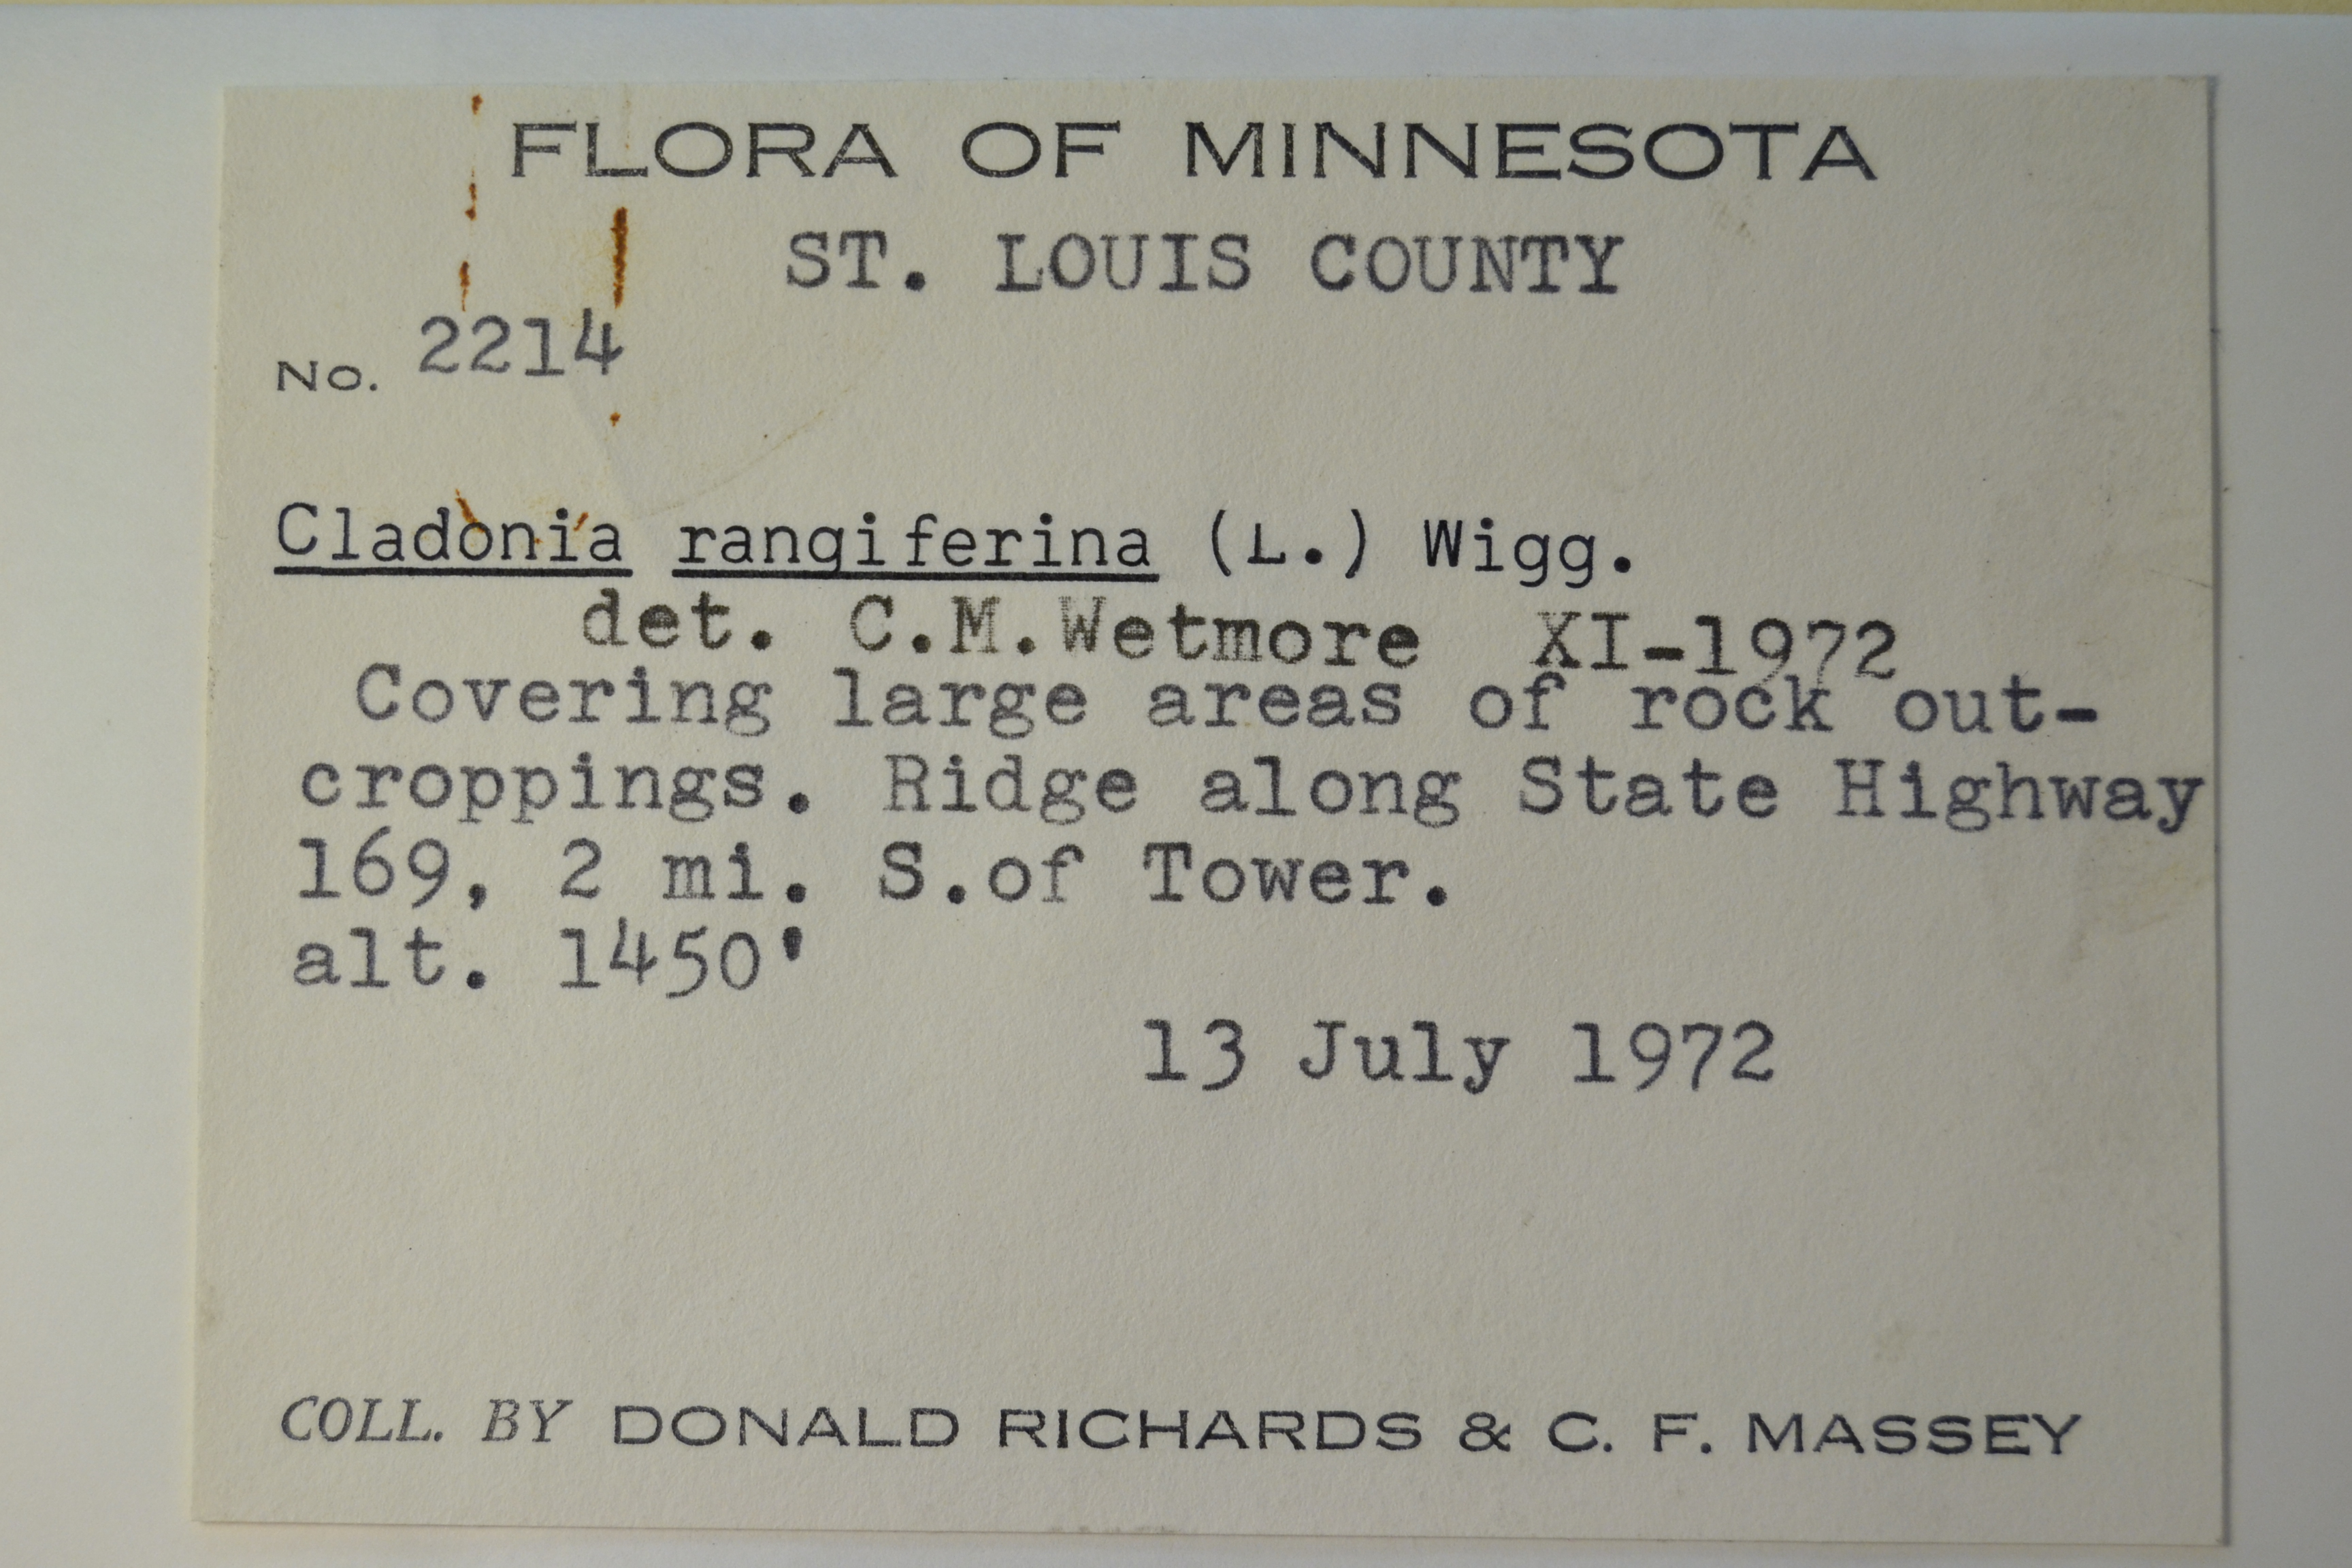 FLORA OF MINNESOTA
ST. LOUIS COUNTY
No. 2214
Cladonia rangiferina (L.) Wigg.
det. C.M.Wetmore XI-1972
Covering large areas of rock out-
croppings. Ridge along State Highway
169, 2 mi. S.of Tower.
alt. 1450'
13 July 1972
COLL. BY DONALD RICHARDS & C. F. MASSEY